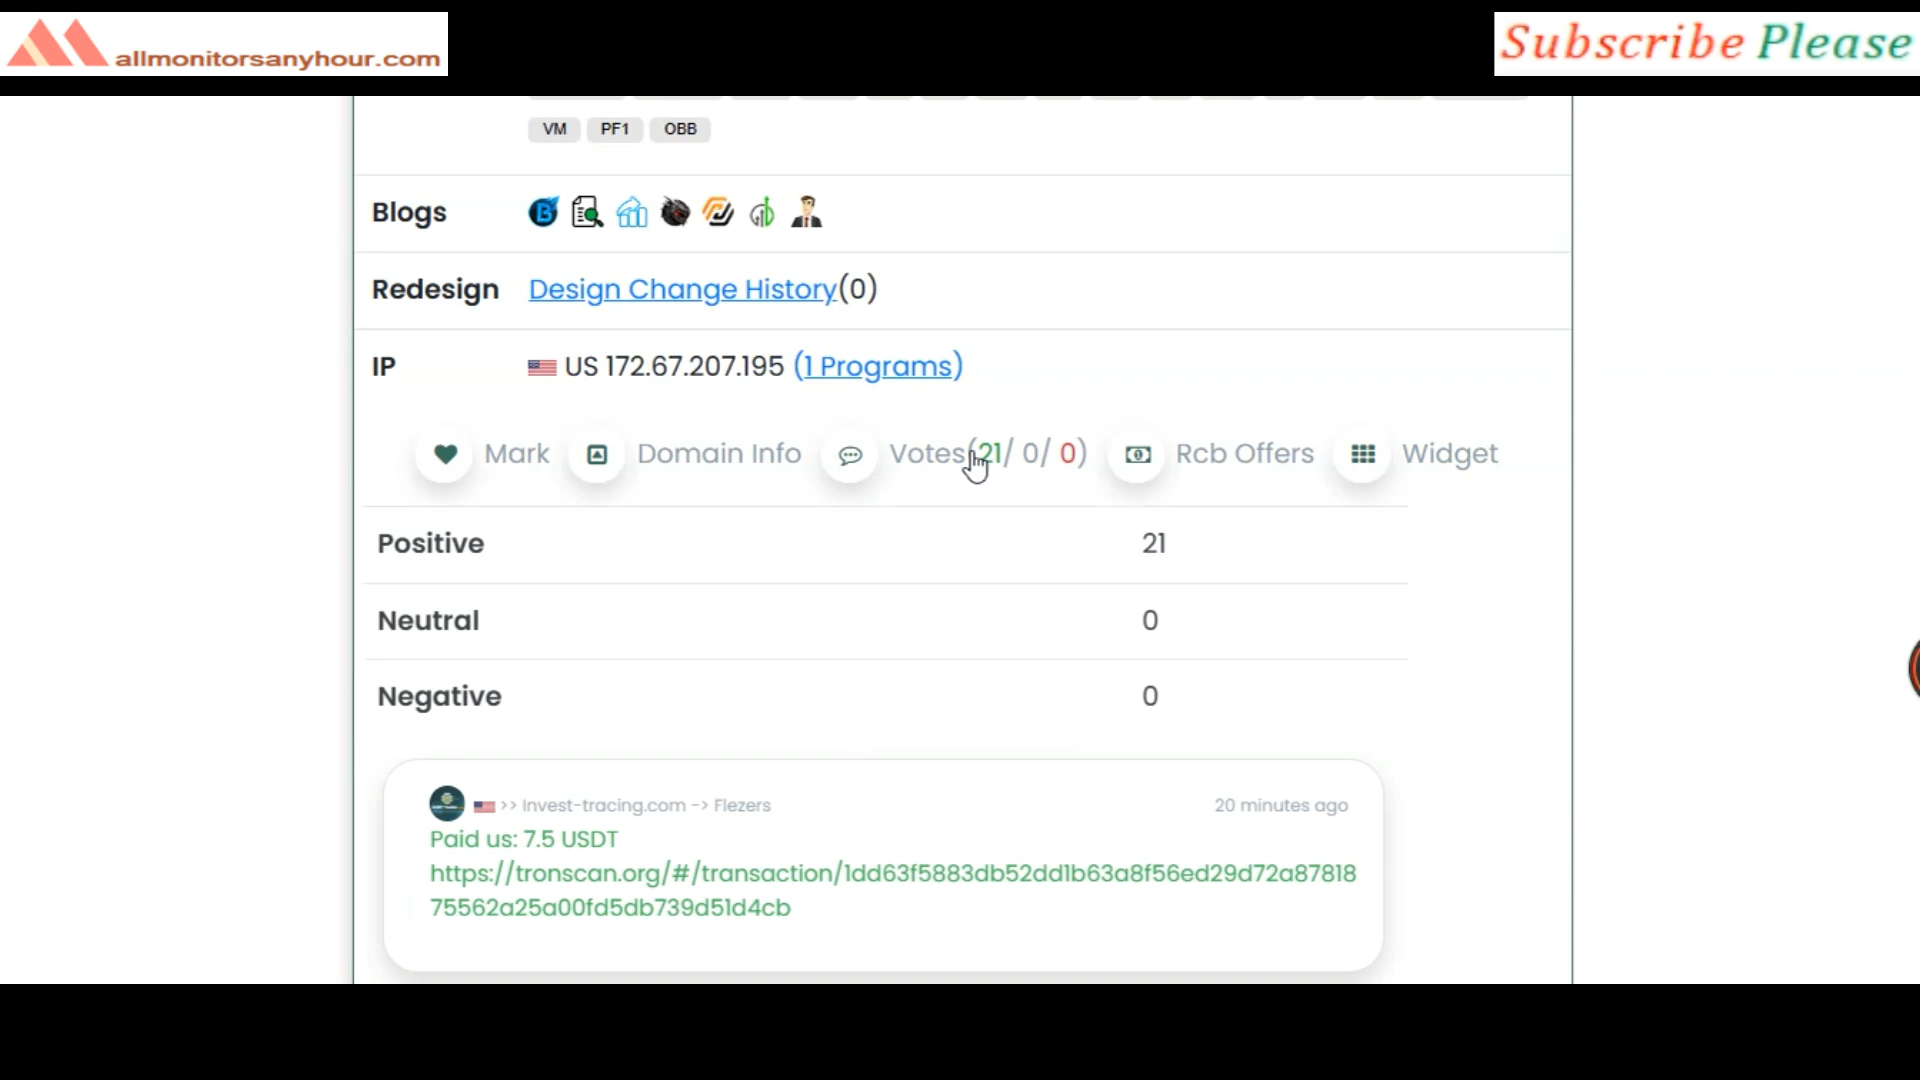 allmonitorsanyhour.com
Subscribe Please
VM PF1 OBB
Blogs
Redesign Design Change History(0)
IP US 172.67.207.195 (1 Programs)
Mark Domain Info Votes(21/ 0/ 0) Rcb Offers Widget
Positive 21
Neutral 0
Negative 0
>> Invest-tracing.com -> Flezers 20 minutes ago
Paid us: 7.5 USDT
https://tronscan.org/#/transaction/1dd63f5883db52dd1b63a8f56ed29d72a87818
75562a25a00fd5db739d51d4cb